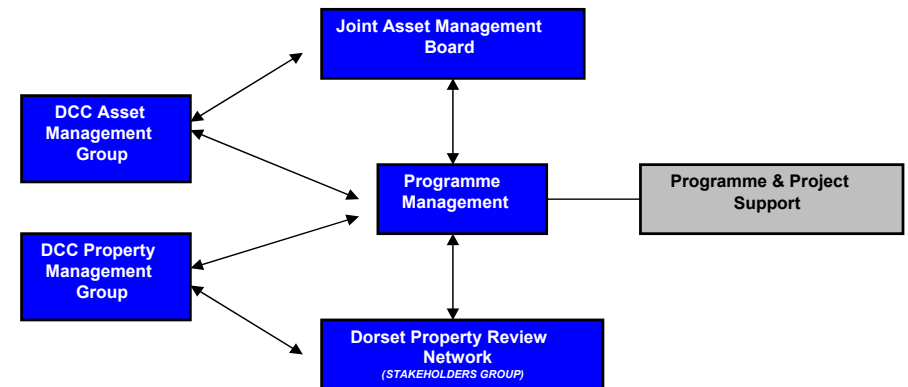 Joint Asset Management
Board
DCC Asset
Management
Group
Programme
Management
Programme & Project
Support
DCC Property
Management
Group
Dorset Property Review
Network
(STAKEHOLDERS GROUP)